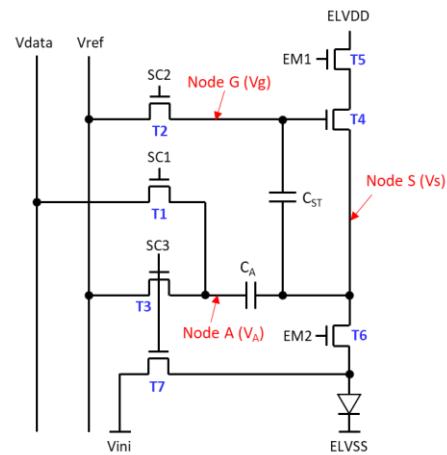 ELVDD
Vdata Vref
EM1 T5
SC2
Node G (Vg)
T2 T4
SC1
Node S (Vs)
T1 CST
SC3
CA
T3
Node A (VA)
EM2 T6
T7
Vini ELVSS